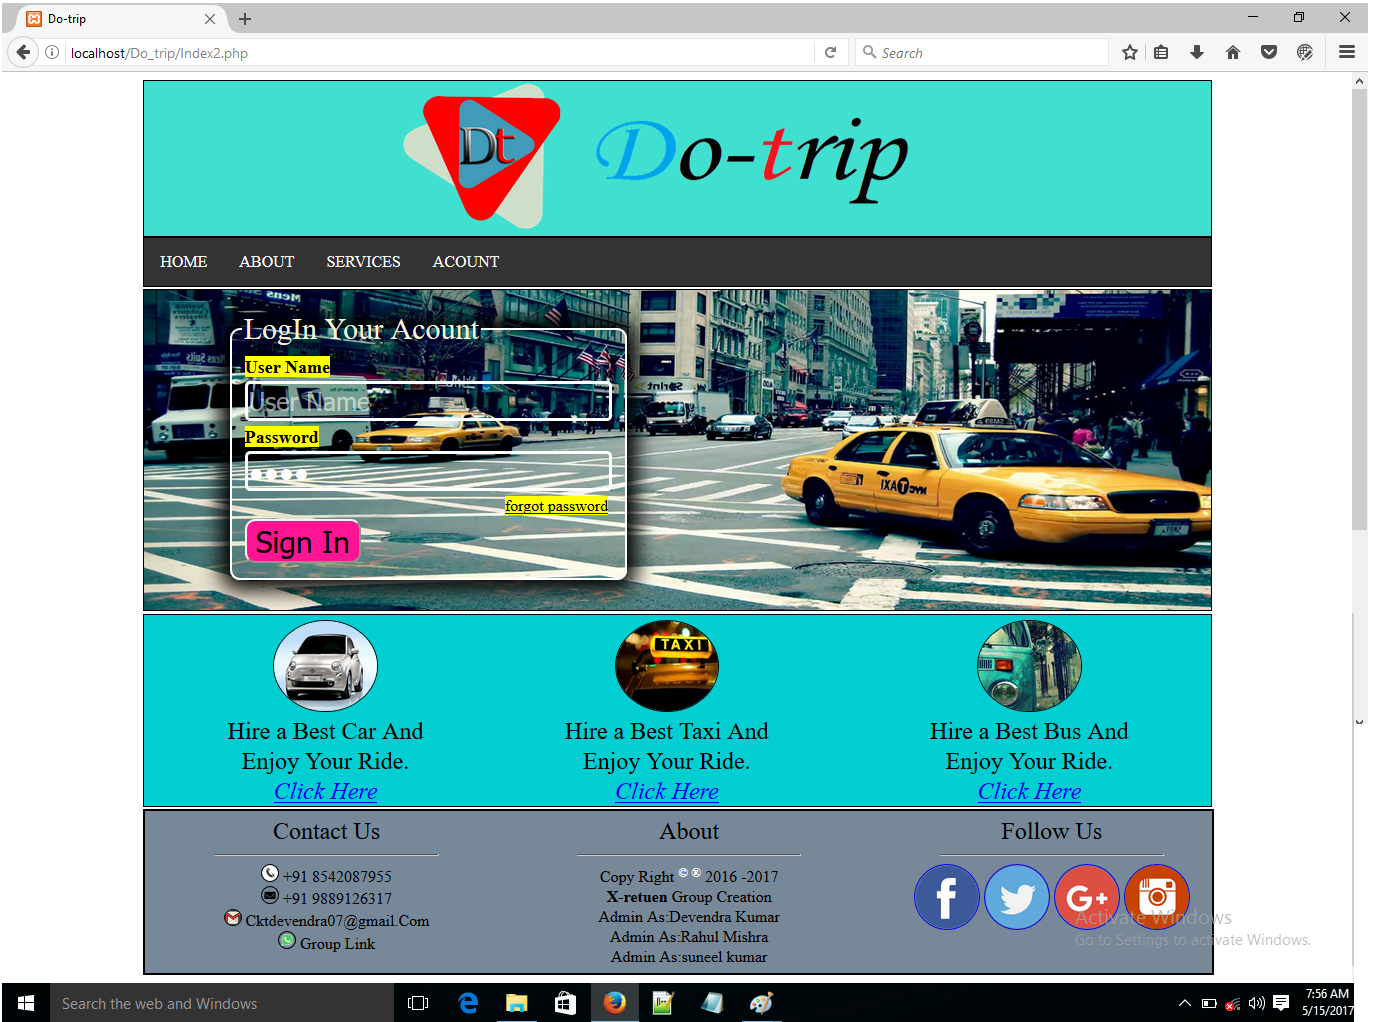 Do-trip
localhost/Do_trip/Index2.php
Search
Dt
Do-trip
HOME ABOUT SERVICES ACOUNT
LogIn Your Acount
User Name
User Name
Password
forgot password
Sign In
Sprint
NYC TAXI
TAXI
Hire a Best Car And
Enjoy Your Ride.
Click Here
Hire a Best Taxi And
Enjoy Your Ride.
Click Here
Hire a Best Bus And
Enjoy Your Ride.
Click Here
Contact Us
+91 8542087955
+91 9889126317
Cktdevendra07@gmail.Com
Group Link
About
Copy Right © ® 2016 -2017
X-retuen Group Creation
Admin As:Devendra Kumar
Admin As:Rahul Mishra
Admin As:suneel kumar
Follow Us
f
G+
Activate Windows
Go to Settings to activate Windows.
Search the web and Windows
7:56 AM
5/15/2017